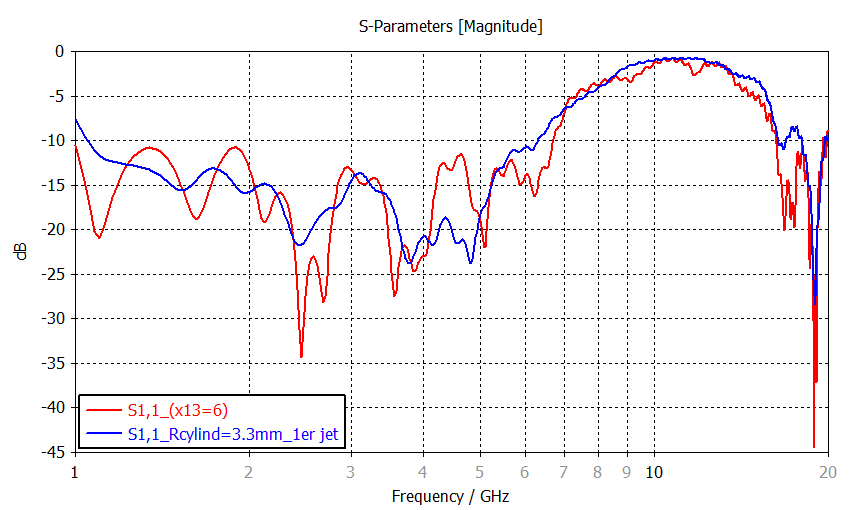 S-Parameters [Magnitude]
0
-5
-10
-15
-20
-25
-30
-35
-40
-45
dB
S1,1_(x13=6)
S1,1_Rcylind=3.3mm_1er jet
1 2 3 4 5 6 7 8 9 10 20
Frequency / GHz